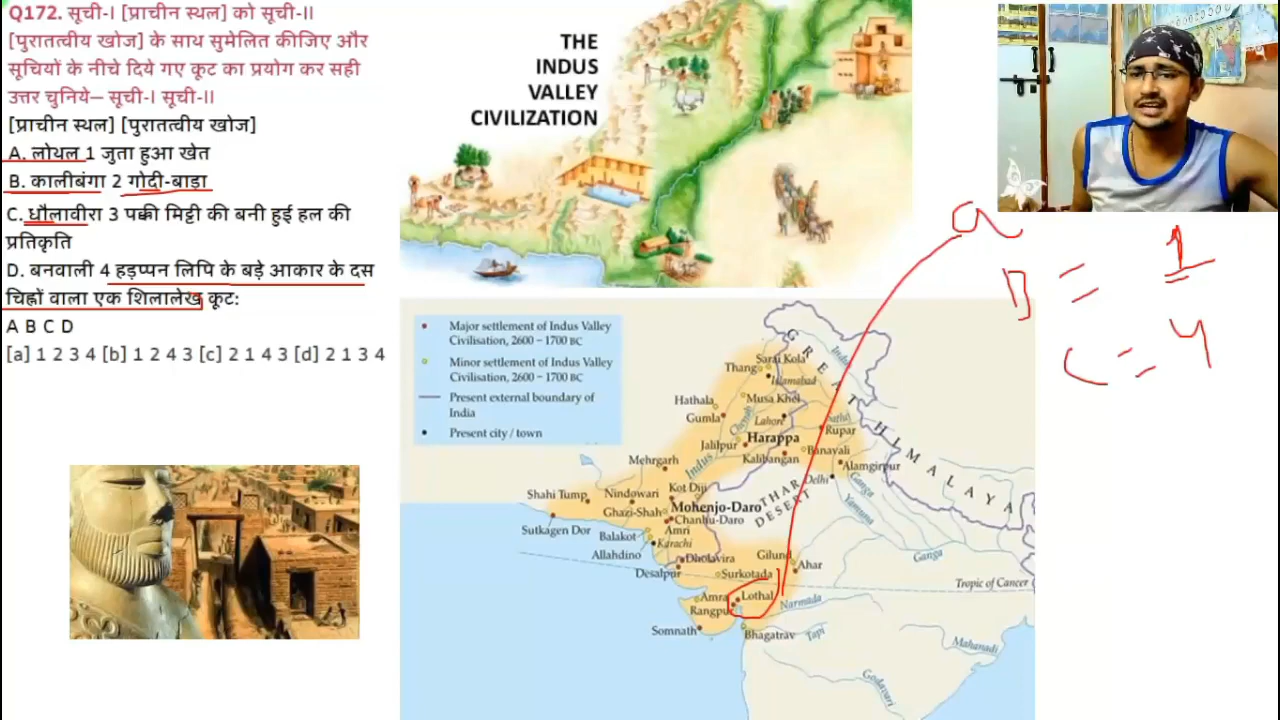 Q172. सूची-I [प्राचीन स्थल] को सूची-II
[पुरातत्वीय खोज] के साथ सुमेलित कीजिए और
सूचियों के नीचे दिये गए कूट का प्रयोग कर सही
उत्तर चुनिये— सूची-I सूची-II
[प्राचीन स्थल] [पुरातत्वीय खोज]
A. लोथल 1 जुता हुआ खेत
B. कालीबंगा 2 गोदी-बाड़ा
C. धौलावीरा 3 पक्की मिट्टी की बनी हुई हल की
प्रतिकृति
D. बनवाली 4 हड़प्पन लिपि के बड़े आकार के दस
चिह्नों वाला एक शिलालेख कूट:
A B C D
[a] 1 2 3 4 [b] 1 2 4 3 [c] 2 1 4 3 [d] 2 1 3 4
THE
INDUS
VALLEY
CIVILIZATION
a
B = 1
C = 4
Major settlement of Indus Valley
Civilisation, 2600 – 1700 BC
Minor settlement of Indus Valley
Civilisation, 2600 – 1700 BC
Present external boundary of
India
Present city / town
GREAT HIMALAYA
Indus
Sarai Kola
Thang
Islamabad
Hathala
Musa Khel
Gumla
Chenab
Lahore
Rupar
Jalilpur
Harappa
Banayali
Mehrgarh
Indus
Kalibangan
Alamgirpur
Delhi
Ganga
Yamuna
Kot Diji
THAR
DESERT
Shahi Tump
Nindowari
Mohenjo-Daro
Ghazi-Shah
Chanhu-Daro
Sutkagen Dor
Balakot
Amri
Karachi
Allahdino
Dholavira
Gilund
Ganga
Desalpur
Surkotada
Ahar
Tropic of Cancer
Amra
Lothal
Narmada
Rangpur
Somnath
Bhagatrav
Tapi
Mahanadi
Godavari